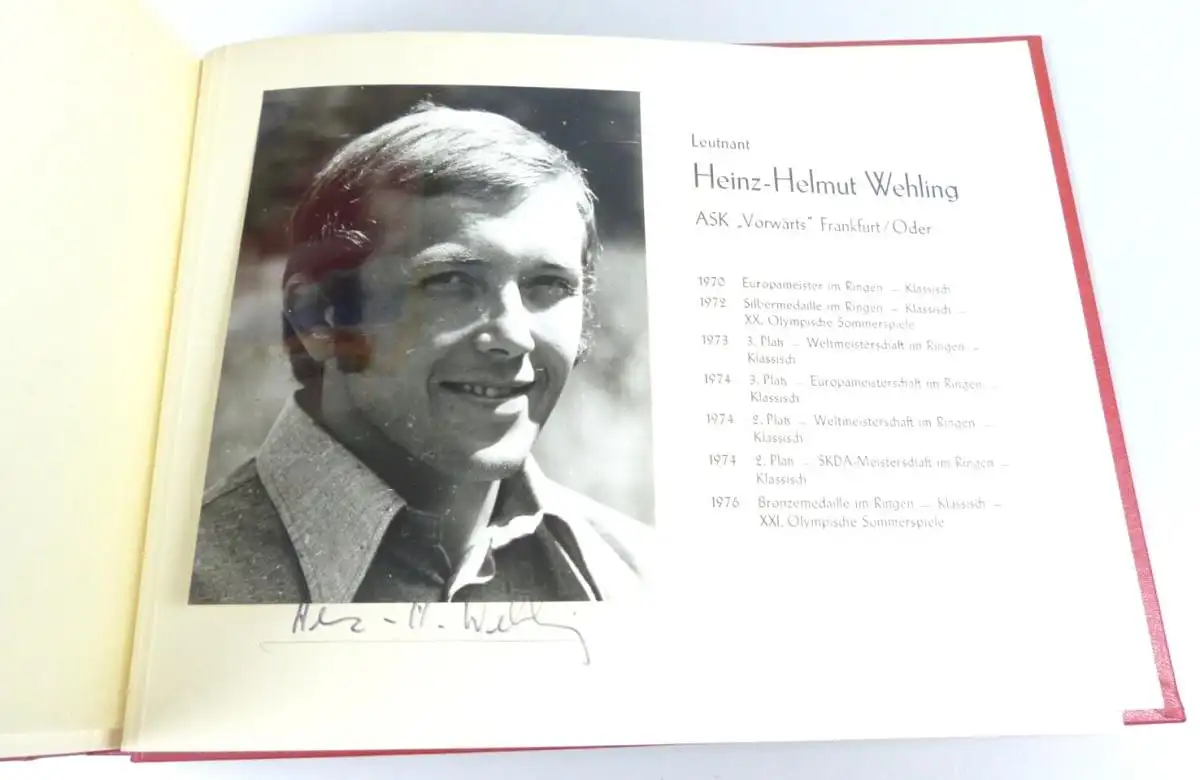 Leutnant
Heinz-Helmut Wehling
ASK „Vorwärts“ Frankfurt/Oder
1970 Europameister im Ringen – Klassisch
1972 Silbermedaille im Ringen – Klassisch –
XX. Olympische Sommerspiele
1973 3. Platz – Weltmeisterschaft im Ringen –
Klassisch
1974 3. Platz – Europameisterschaft im Ringen –
Klassisch
1974 2. Platz – Weltmeisterschaft im Ringen –
Klassisch
1974 2. Platz – SKDA-Meisterschaft im Ringen –
Klassisch
1976 Bronzemedaille im Ringen – Klassisch –
XXI. Olympische Sommerspiele
Heinz-H. Wehling